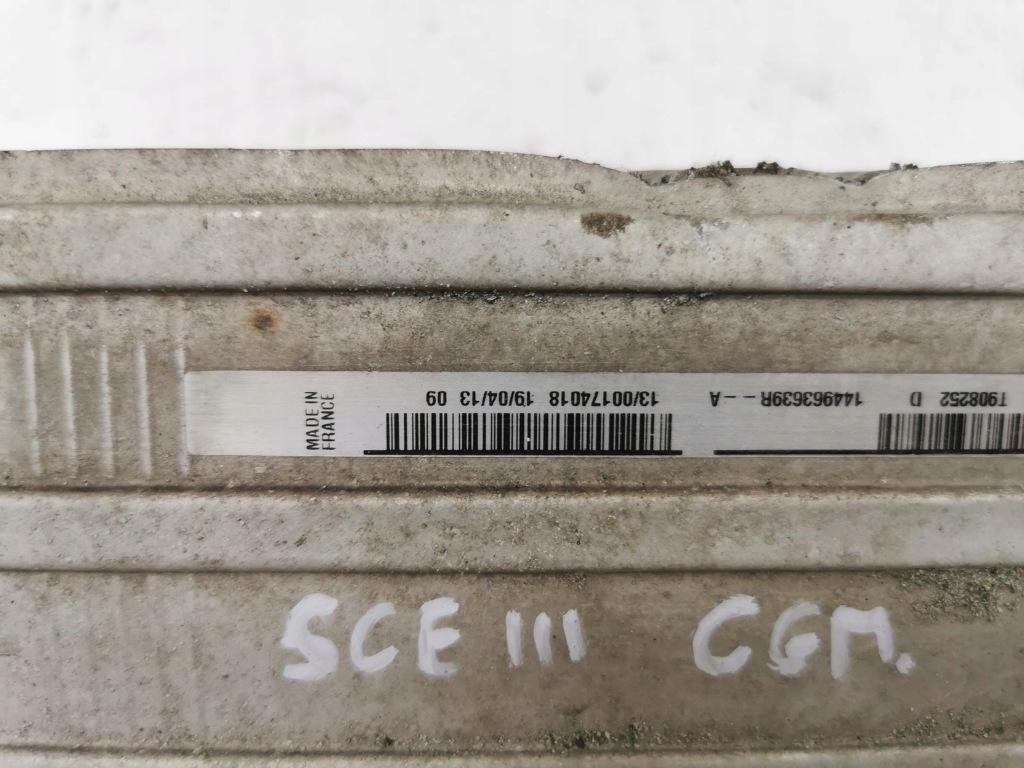 T908252 D 144963639R--A 13/00174018 19/04/13 09
MADE IN
FRANCE
SCE III CGM.